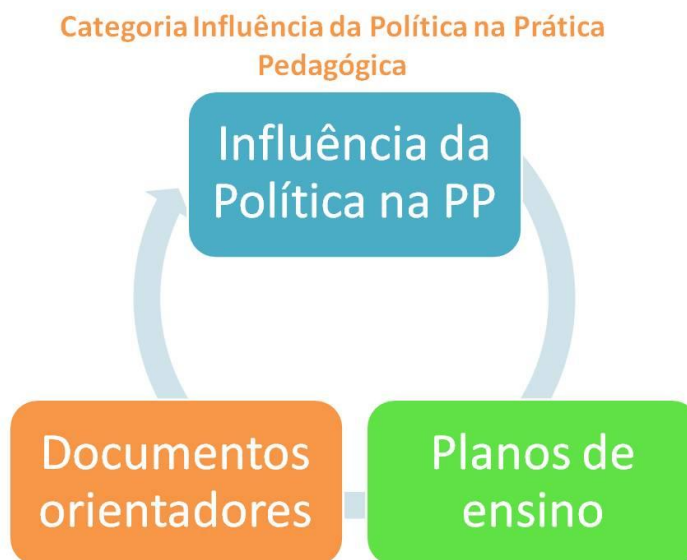 Categoria Influência da Política na Prática
Pedagógica
Influência da
Política na PP
Documentos
orientadores
Planos de
ensino